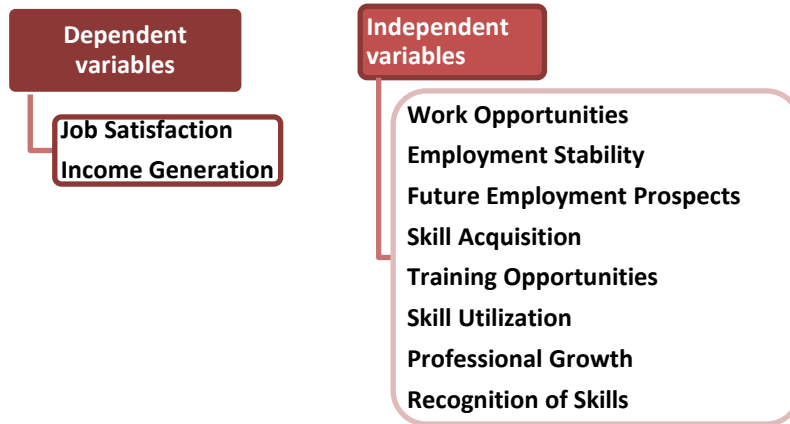 Dependent
variables
Job Satisfaction
Income Generation
Independent
variables
Work Opportunities
Employment Stability
Future Employment Prospects
Skill Acquisition
Training Opportunities
Skill Utilization
Professional Growth
Recognition of Skills